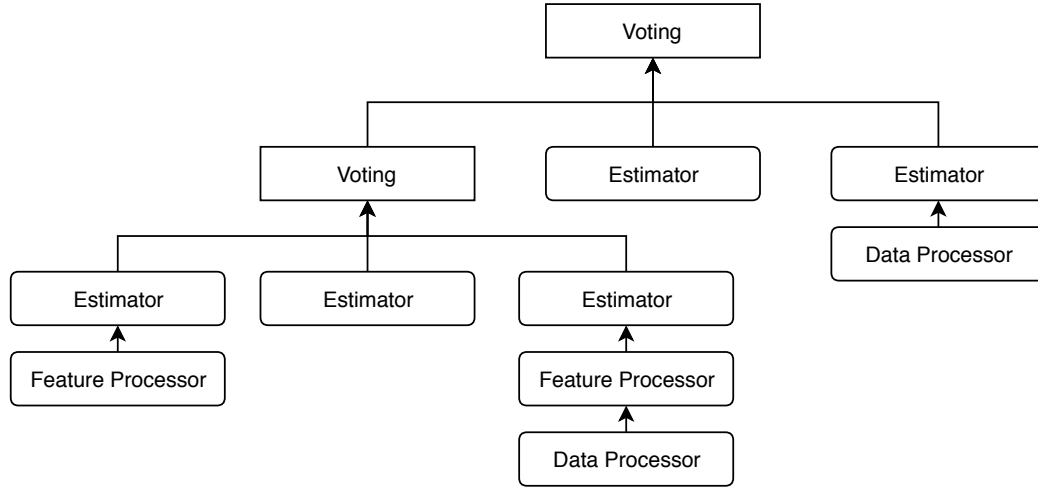 Voting
Voting
Estimator
Estimator
Data Processor
Estimator
Estimator
Estimator
Feature Processor
Feature Processor
Data Processor